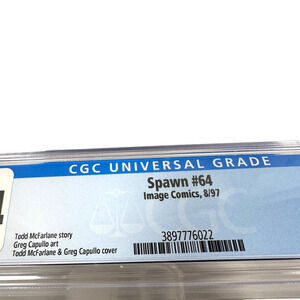 CGC UNIVERSAL GRADE
Spawn #64
Image Comics, 8/97
Todd McFarlane story
Greg Capullo art
Todd McFarlane & Greg Capullo cover
3897776022
CGC